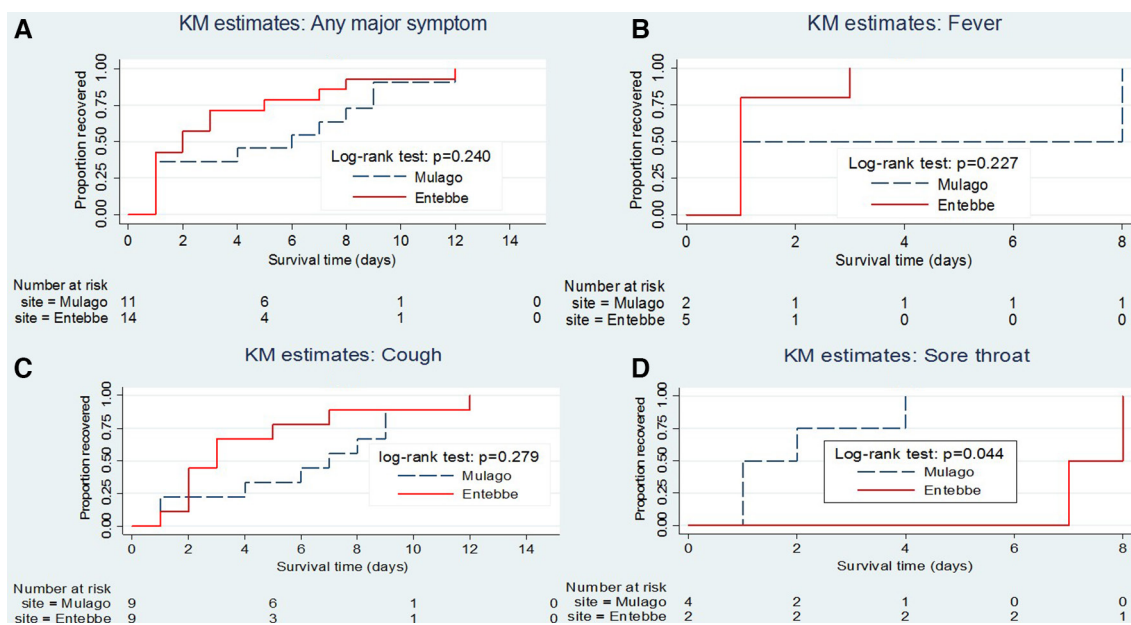 A
KM estimates: Any major symptom
Proportion recovered
1.00
0.75
0.50
0.25
0.00
Log-rank test: p=0.240
Mulago
Entebbe
0 2 4 6 8 10 12 14
Survival time (days)
Number at risk
site = Mulago 11 6 1 0
site = Entebbe 14 4 1 0
B
KM estimates: Fever
Proportion recovered
1.00
0.75
0.50
0.25
0.00
Log-rank test: p=0.227
Mulago
Entebbe
0 2 4 6 8
Survival time (days)
Number at risk
site = Mulago 2 1 1 1 1
site = Entebbe 5 1 0 0 0
C
KM estimates: Cough
Proportion recovered
1.00
0.75
0.50
0.25
0.00
log-rank test: p=0.279
Mulago
Entebbe
0 2 4 6 8 10 12 14
Survival time (days)
Number at risk
site = Mulago 9 6 1 0
site = Entebbe 9 3 1 0
D
KM estimates: Sore throat
Proportion recovered
1.00
0.75
0.50
0.25
0.00
Log-rank test: p=0.044
Mulago
Entebbe
0 2 4 6 8
Survival time (days)
Number at risk
site = Mulago 4 2 1 0 0
site = Entebbe 2 2 2 2 1